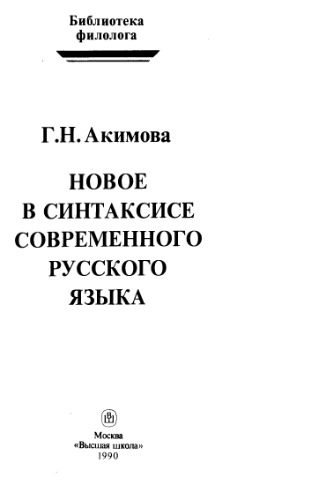 Библиотека
филолога
Г.Н. Акимова
НОВОЕ
В СИНТАКСИСЕ
СОВРЕМЕННОГО
РУССКОГО
ЯЗЫКА
Москва
«Высшая школа»
1990